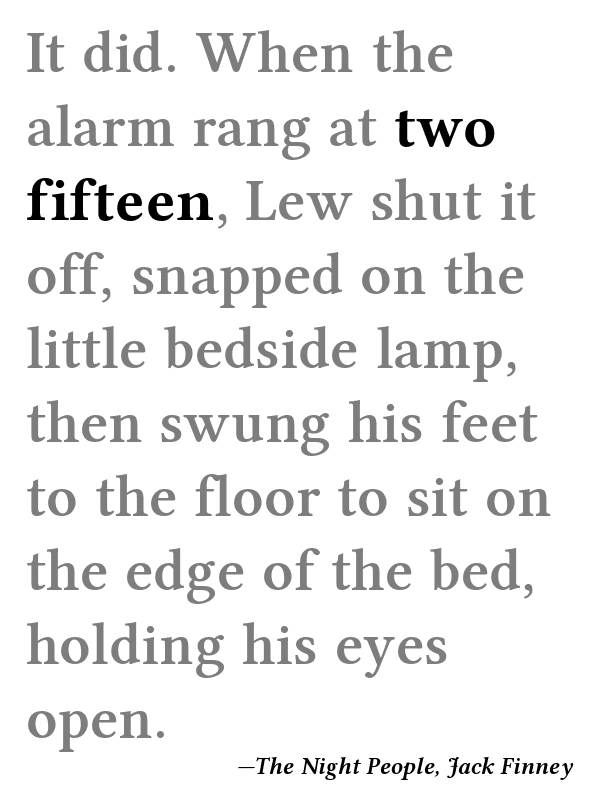 It did. When the
alarm rang at two
fifteen, Lew shut it
off, snapped on the
little bedside lamp,
then swung his feet
to the floor to sit on
the edge of the bed,
holding his eyes
open.
—The Night People, Jack Finney